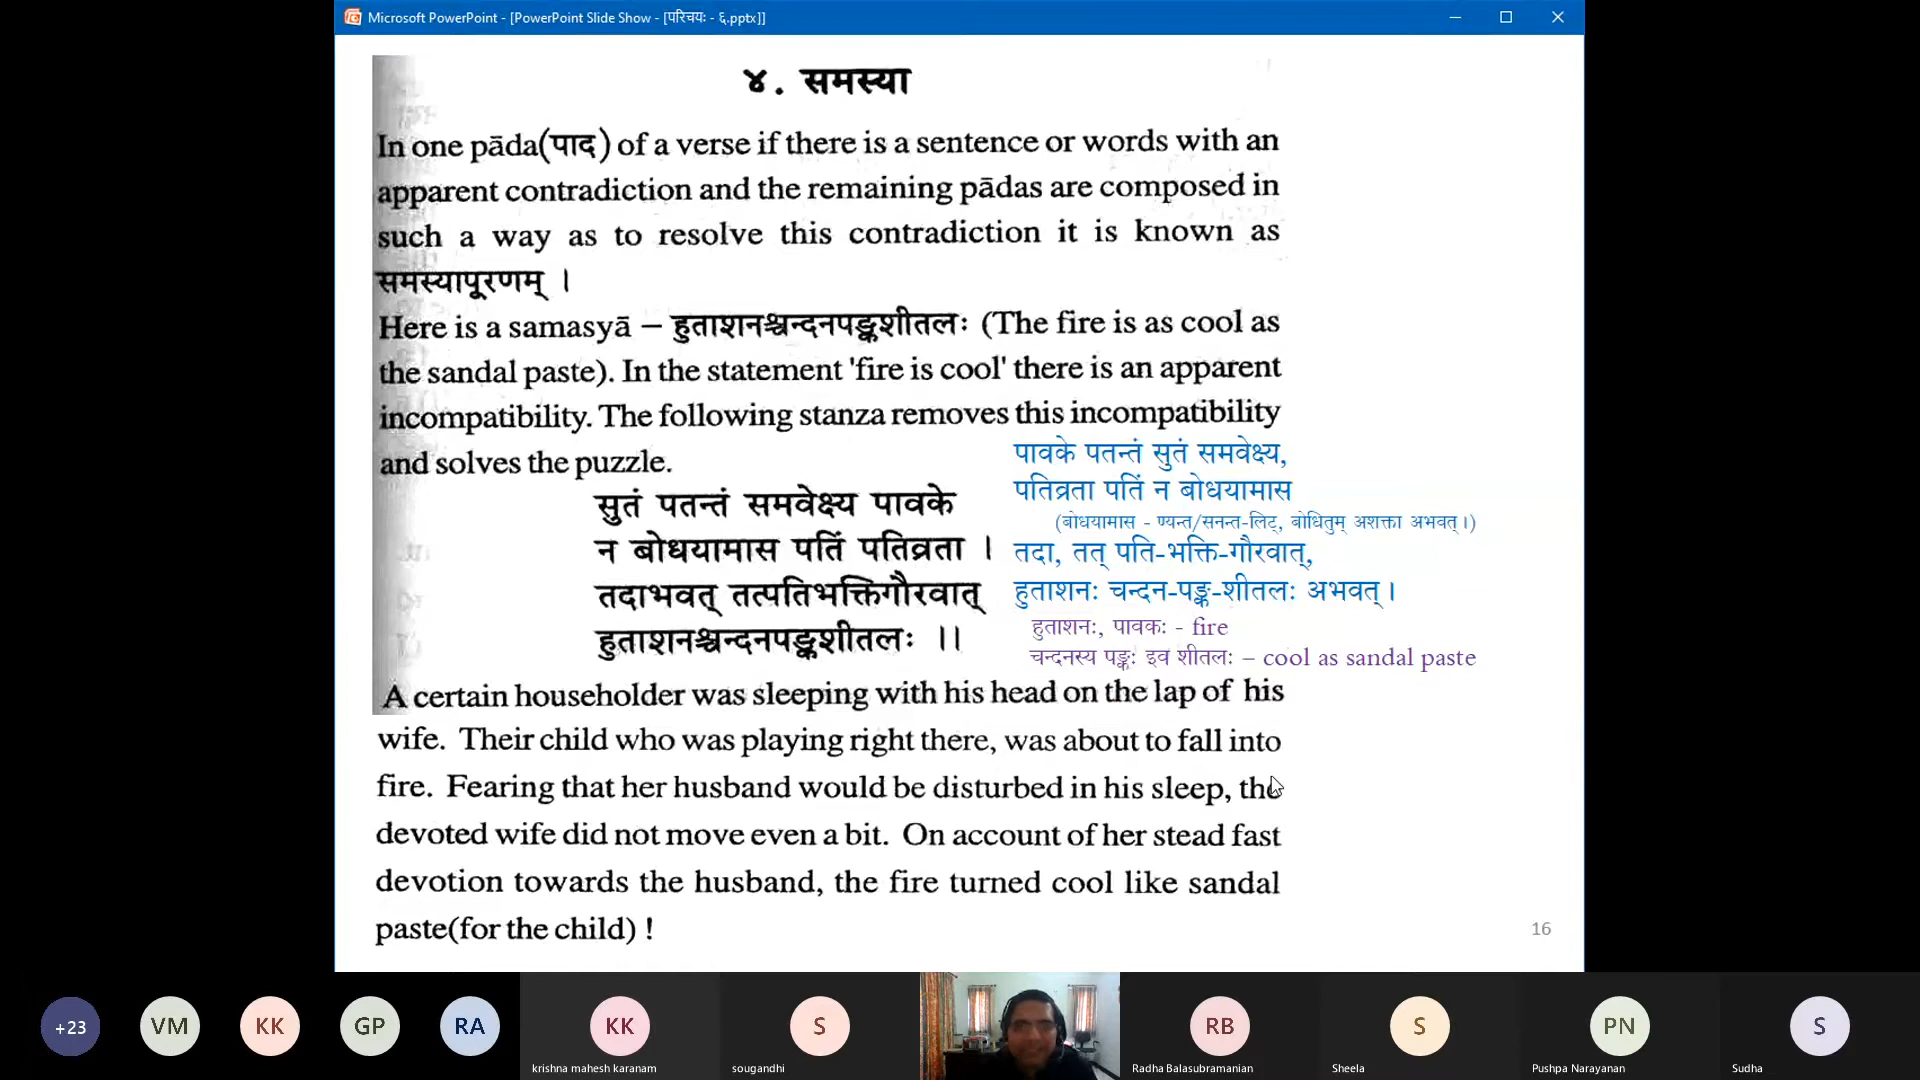 Microsoft PowerPoint - [PowerPoint Slide Show - [परिचयः - ६.pptx]]
४. समस्या
In one pāda(पाद) of a verse if there is a sentence or words with an
apparent contradiction and the remaining pādas are composed in
such a way as to resolve this contradiction it is known as
समस्यापूरणम् ।
Here is a samasyā – हुताशनश्चन्दनपङ्कशीतलः (The fire is as cool as
the sandal paste). In the statement 'fire is cool' there is an apparent
incompatibility. The following stanza removes this incompatibility
and solves the puzzle.
सुतं पतन्तं समवेक्ष्य पावके
न बोधयामास पतिं पतिव्रता ।
तदाभवत् तत्पतिभक्तिगौरवात्
हुताशनश्चन्दनपङ्कशीतलः ।।
पावके पतन्तं सुतं समवेक्ष्य,
पतिव्रता पतिं न बोधयामास
(बोधयामास - ण्यन्त/सनन्त-लिट्, बोधितुम् अशक्ता अभवत्।)
तदा, तत् पति-भक्ति-गौरवात्,
हुताशनः चन्दन-पङ्क-शीतलः अभवत्।
हुताशनः, पावकः - fire
चन्दनस्य पङ्कः इव शीतलः – cool as sandal paste
A certain householder was sleeping with his head on the lap of his
wife. Their child who was playing right there, was about to fall into
fire. Fearing that her husband would be disturbed in his sleep, the
devoted wife did not move even a bit. On account of her stead fast
devotion towards the husband, the fire turned cool like sandal
paste(for the child) !
16
+23
VM
KK
GP
RA
KK
krishna mahesh karanam
S
sougandhi
RB
Radha Balasubramanian
S
Sheela
PN
Pushpa Narayanan
S
Sudha